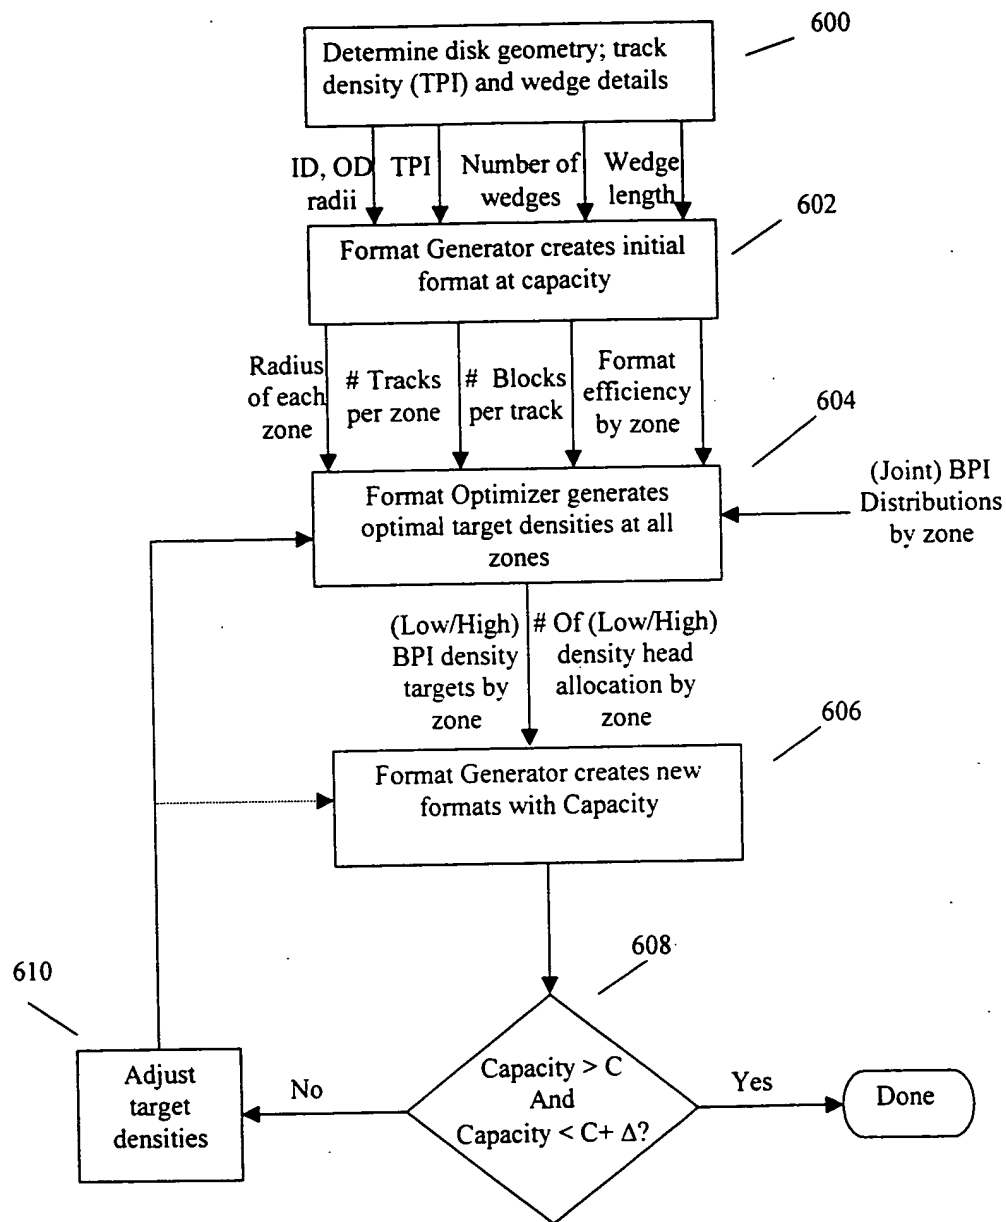 600
Determine disk geometry; track
density (TPI) and wedge details
ID, OD
radii
TPI
Number of
wedges
Wedge
length
602
Format Generator creates initial
format at capacity
Radius
of each
zone
# Tracks
per zone
# Blocks
per track
Format
efficiency
by zone
604
(Joint) BPI
Distributions
by zone
Format Optimizer generates
optimal target densities at all
zones
(Low/High)
BPI density
targets by
zone
# Of (Low/High)
density head
allocation by
zone
606
Format Generator creates new
formats with Capacity
608
610
Capacity > C
And
Capacity < C+ Δ?
No
Yes
Adjust
target
densities
Done